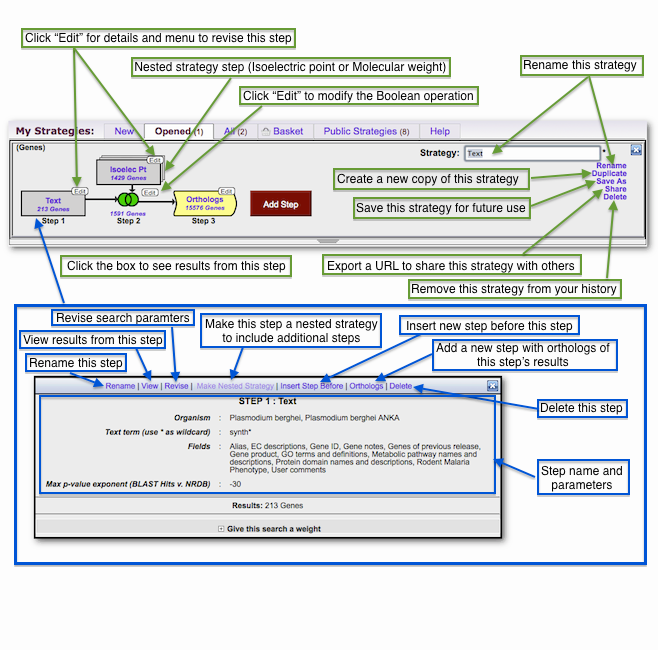 Click “Edit” for details and menu to revise this step
Nested strategy step (Isoelectric point or Molecular weight)
Rename this strategy
Click “Edit” to modify the Boolean operation
My Strategies: New Opened (1) All (2) Basket Public Strategies (8) Help
(Genes)
Strategy: Text *
Rename
Duplicate
Save As
Share
Delete
Edit
Isoelec Pt
1429 Genes
Edit
Text
213 Genes
Step 1
Edit
1591 Genes
Step 2
Edit
Orthologs
15576 Genes
Step 3
Add Step
Create a new copy of this strategy
Save this strategy for future use
Click the box to see results from this step
Export a URL to share this strategy with others
Remove this strategy from your history
Revise search paramters
View results from this step
Rename this step
Make this step a nested strategy
to include additional steps
Insert new step before this step
Add a new step with orthologs of
this step’s results
Rename | View | Revise | Make Nested Strategy | Insert Step Before | Orthologs | Delete
Delete this step
STEP 1 : Text
Organism : Plasmodium berghei, Plasmodium berghei ANKA
Text term (use * as wildcard) : synth*
Fields : Alias, EC descriptions, Gene ID, Gene notes, Genes of previous release,
Gene product, GO terms and definitions, Metabolic pathway names and
descriptions, Protein domain names and descriptions, Rodent Malaria
Phenotype, User comments
Max p-value exponent (BLAST Hits v. NRDB) : -30
Step name and
parameters
Results: 213 Genes
Give this search a weight